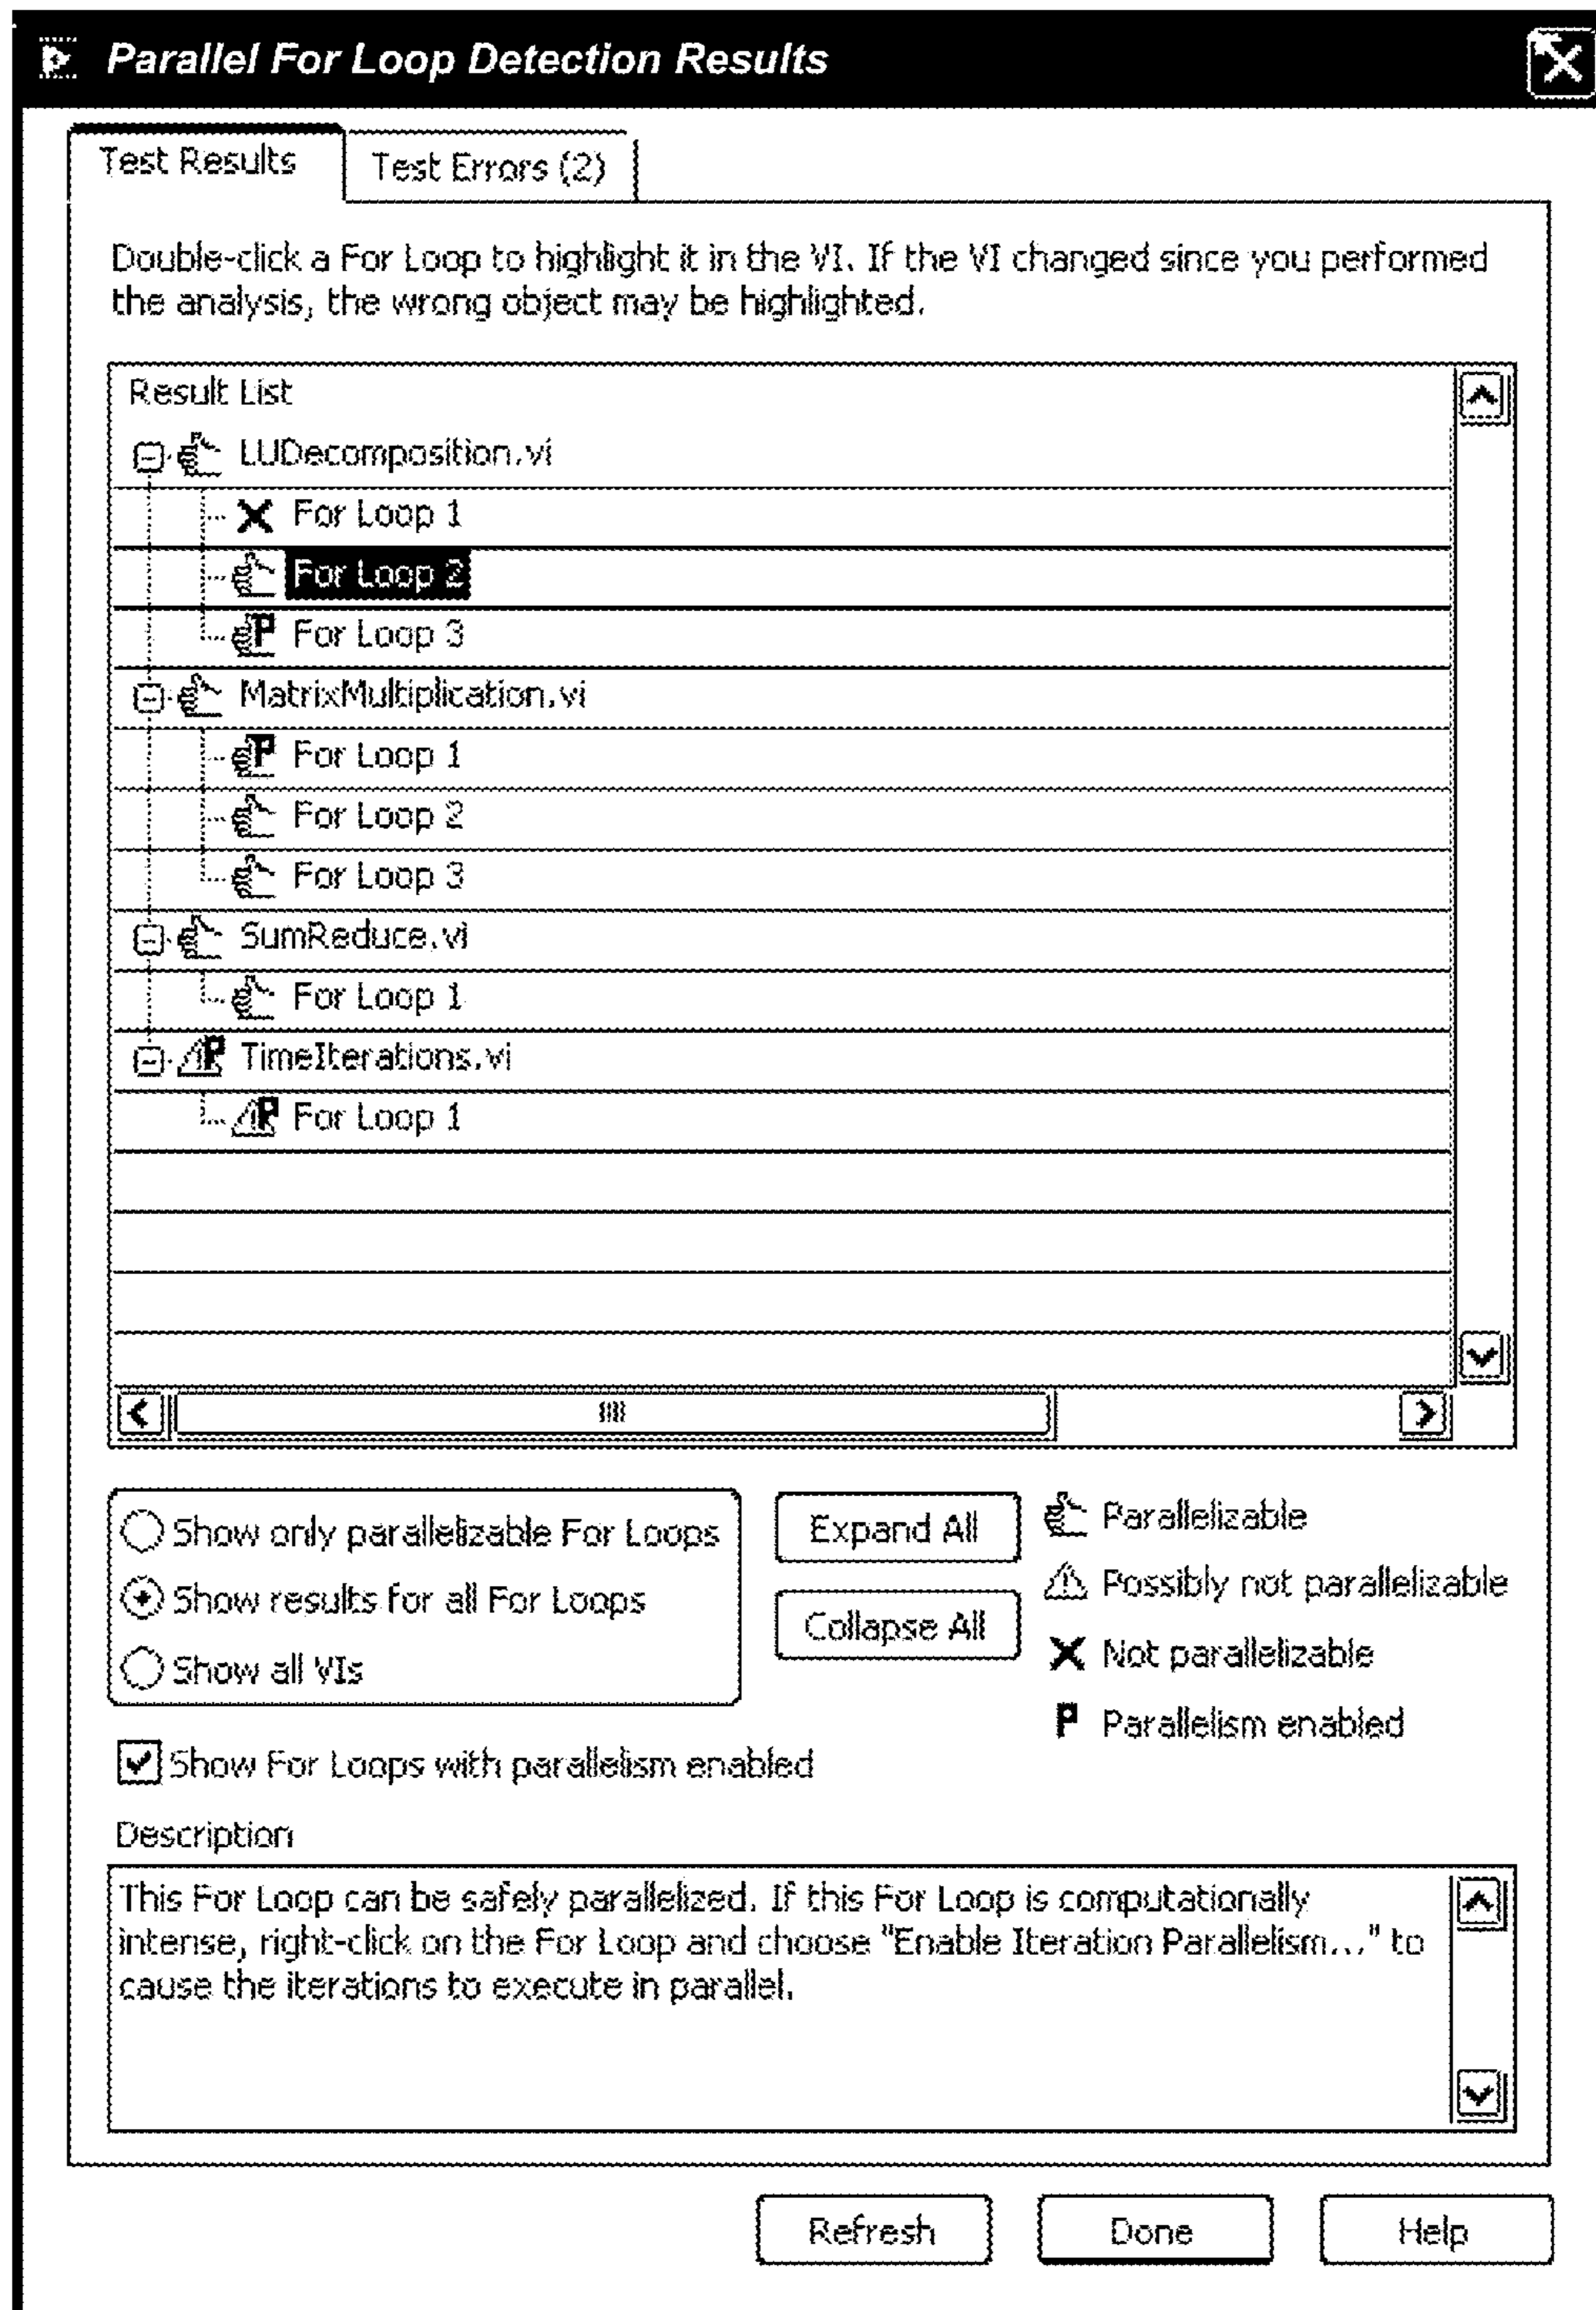 Parallel For Loop Detection Results
Test Results
Test Errors (2)
Double-click a For Loop to highlight it in the VI. If the VI changed since you performed
the analysis, the wrong object may be highlighted.
Result List
LUDecomposition.vi
For Loop 1
For Loop 2
For Loop 3
MatrixMultiplication.vi
For Loop 1
For Loop 2
For Loop 3
SumReduce.vi
For Loop 1
TimeIterations.vi
For Loop 1
Show only parallelizable For Loops
Show results for all For Loops
Show all VIs
Expand All
Collapse All
Parallelizable
Possibly not parallelizable
Not parallelizable
P Parallelism enabled
Show For Loops with parallelism enabled
Description
This For Loop can be safely parallelized. If this For Loop is computationally
intense, right-click on the For Loop and choose "Enable Iteration Parallelism..." to
cause the iterations to execute in parallel.
Refresh
Done
Help